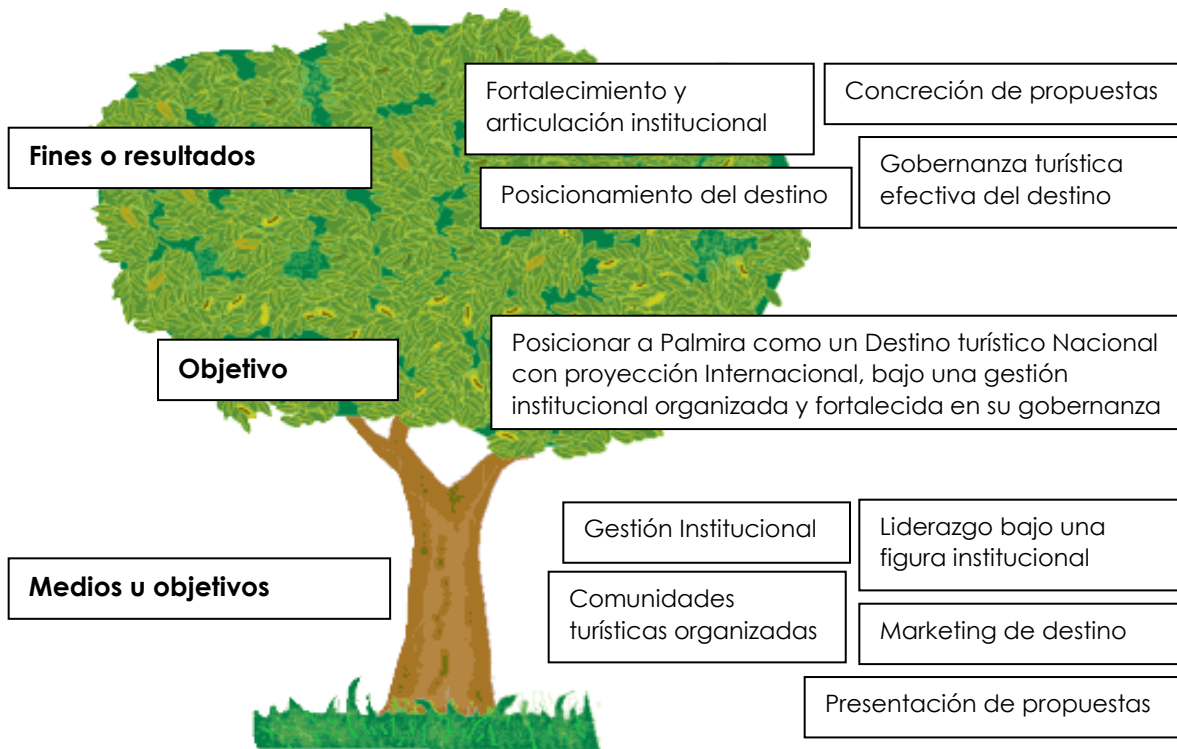 Fortalecimiento y
articulación institucional
Concreción de propuestas
Fines o resultados
Gobernanza turística
efectiva del destino
Posicionamiento del destino
Posicionar a Palmira como un Destino turístico Nacional
con proyección Internacional, bajo una gestión
institucional organizada y fortalecida en su gobernanza
Objetivo
Gestión Institucional
Liderazgo bajo una
figura institucional
Medios u objetivos
Comunidades
turísticas organizadas
Marketing de destino
Presentación de propuestas